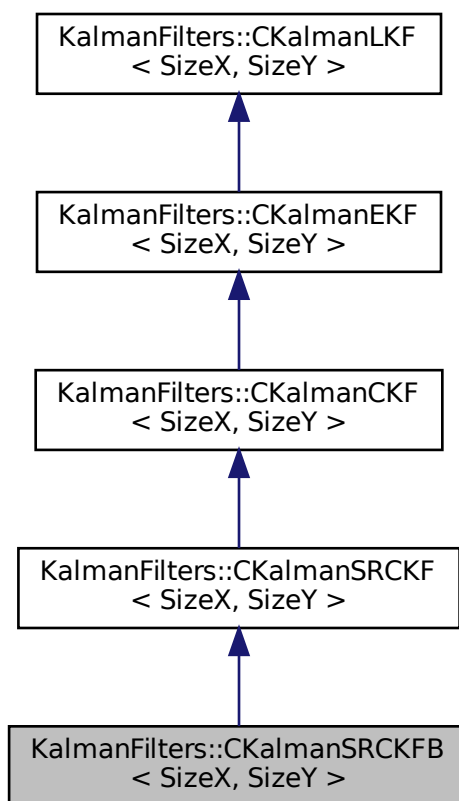 KalmanFilters::CKalmanLKF
< SizeX, SizeY >
KalmanFilters::CKalmanEKF
< SizeX, SizeY >
KalmanFilters::CKalmanCKF
< SizeX, SizeY >
KalmanFilters::CKalmanSRCKF
< SizeX, SizeY >
KalmanFilters::CKalmanSRCKFB
< SizeX, SizeY >